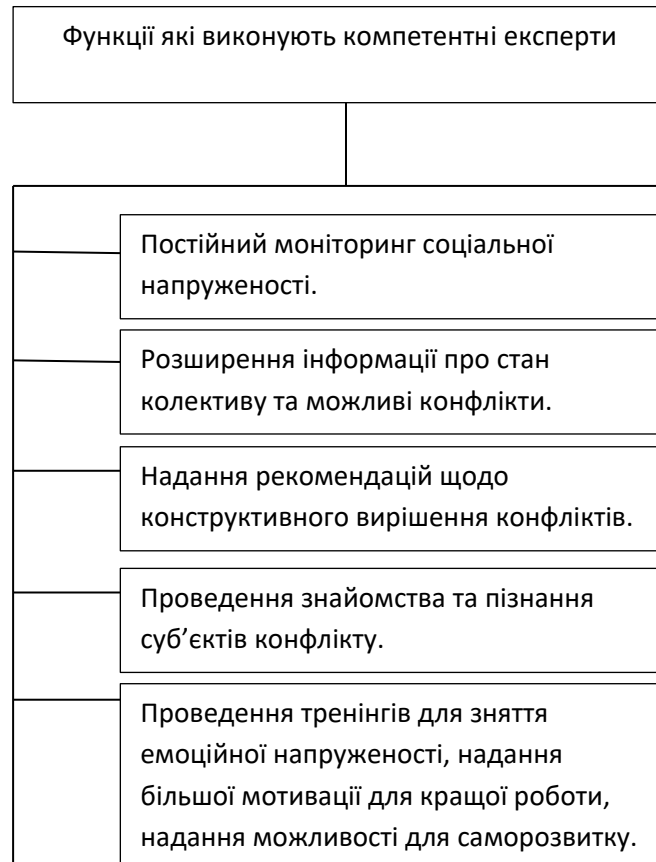 Функції які виконують компетентні експерти
Постійний моніторинг соціальної
напруженості.
Розширення інформації про стан
колективу та можливі конфлікти.
Надання рекомендацій щодо
конструктивного вирішення конфліктів.
Проведення знайомства та пізнання
суб’єктів конфлікту.
Проведення тренінгів для зняття
емоційної напруженості, надання
більшої мотивації для кращої роботи,
надання можливості для саморозвитку.